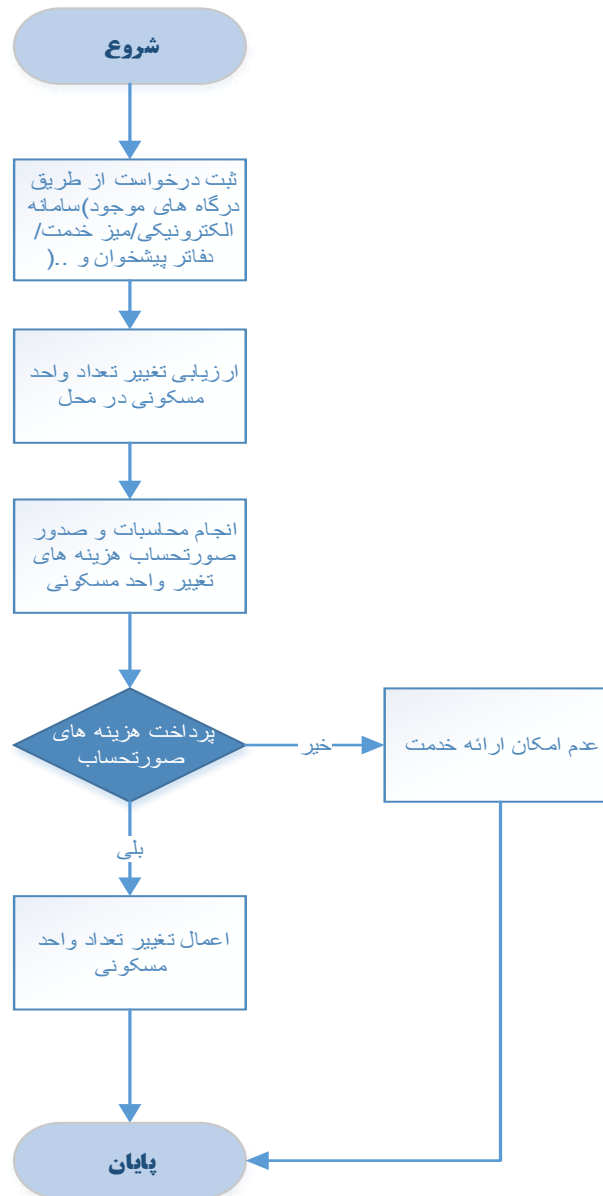 شروع
ثبت درخواست از طریق
درگاه های موجود)سامانه
الکترونیکی/میز خدمت/
دفاتر پیشخوان و ..(
ارزیابی تغییر تعداد واحد
مسکونی در محل
انجام محاسبات و صدور
صورتحساب هزینه های
تغییر واحد مسکونی
پرداخت هزینه های
صورتحساب
خیر
عدم امکان ارائه خدمت
بلی
اعمال تغییر تعداد واحد
مسکونی
پایان